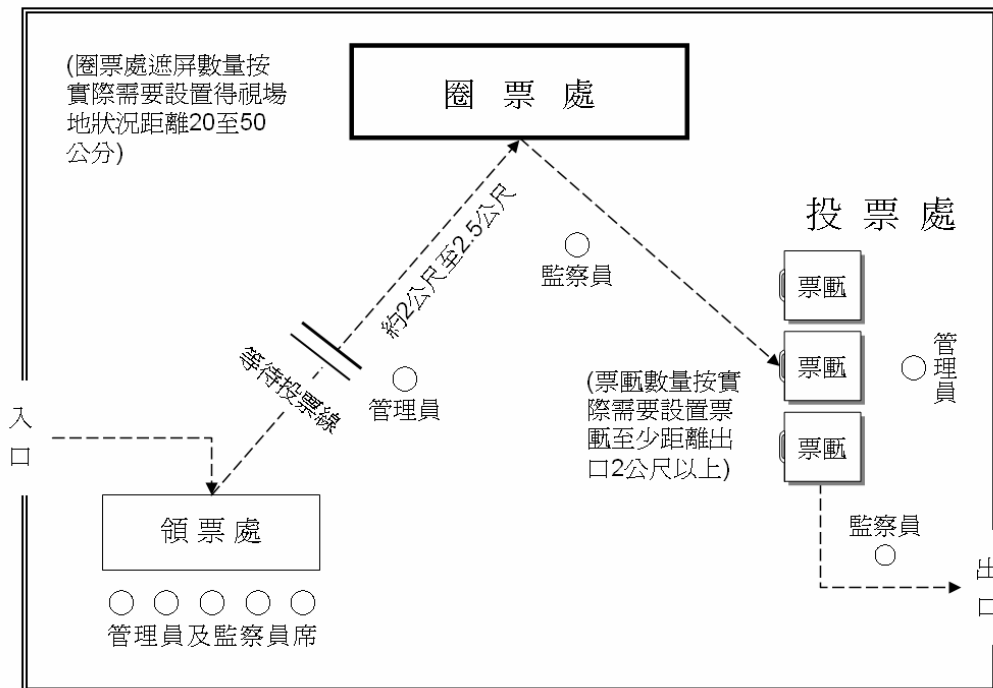 (圈票處遮屏數量按
實際需要設置得視場
地狀況距離20至50
公分)
圈票處
投票處
監察員
票匭
票匭
票匭
管理員
約2公尺至2.5公尺
等待投票線
管理員
(票匭數量按實
際需要設置票
匭至少距離出
口2公尺以上)
入口
領票處
管理員及監察員席
監察員
出口